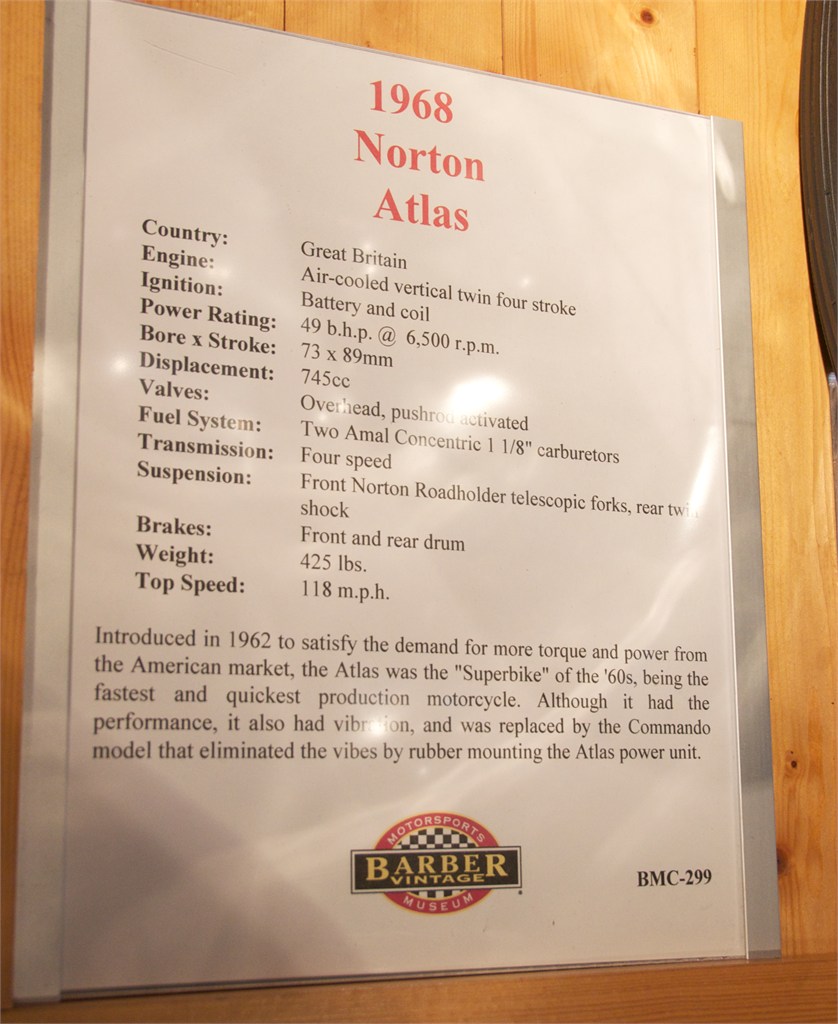 1968
Norton
Atlas
Country: Great Britain
Engine: Air-cooled vertical twin four stroke
Ignition: Battery and coil
Power Rating: 49 b.h.p. @ 6,500 r.p.m.
Bore x Stroke: 73 x 89mm
Displacement: 745cc
Valves: Overhead, pushrod activated
Fuel System: Two Amal Concentric 1 1/8" carburetors
Transmission: Four speed
Suspension: Front Norton Roadholder telescopic forks, rear twin
shock
Brakes: Front and rear drum
Weight: 425 lbs.
Top Speed: 118 m.p.h.
Introduced in 1962 to satisfy the demand for more torque and power from
the American market, the Atlas was the "Superbike" of the '60s, being the
fastest and quickest production motorcycle. Although it had the
performance, it also had vibration, and was replaced by the Commando
model that eliminated the vibes by rubber mounting the Atlas power unit.
MOTORSPORTS
BARBER
VINTAGE
MUSEUM
BMC-299